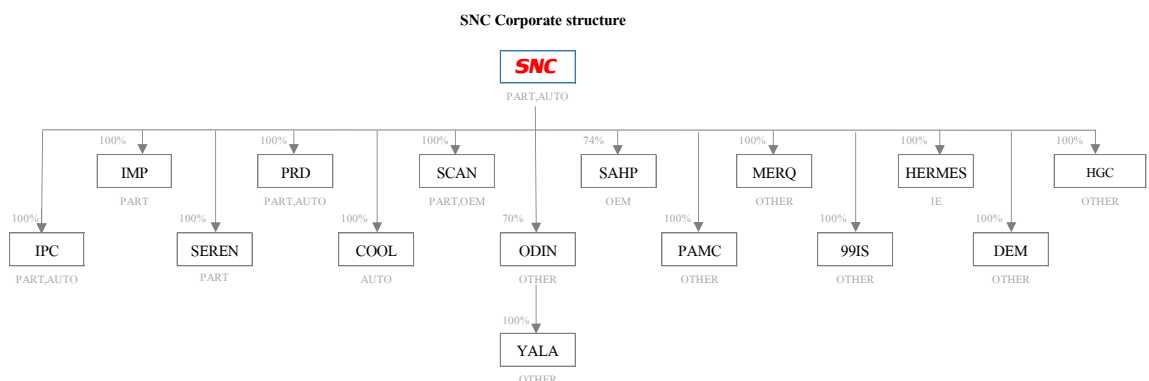 SNC Corporate structure
SNC
PART,AUTO
100% 100% 100% 74% 100% 100% 100%
IMP PRD SCAN SAHP MERQ HERMES HGC
PART PART,AUTO PART,OEM OEM OTHER IE OTHER
100% 100% 100% 70% 100% 100% 100%
IPC SEREN COOL ODIN PAMC 99IS DEM
PART,AUTO PART AUTO OTHER OTHER OTHER OTHER
100%
YALA
OTHER